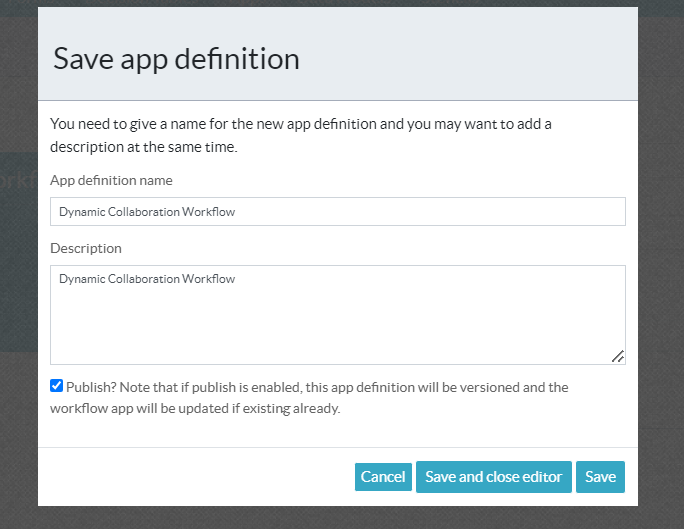 Save app definition
You need to give a name for the new app definition and you may want to add a
description at the same time.
App definition name
Dynamic Collaboration Workflow
Description
Dynamic Collaboration Workflow
Publish? Note that if publish is enabled, this app definition will be versioned and the
workflow app will be updated if existing already.
Cancel
Save and close editor
Save